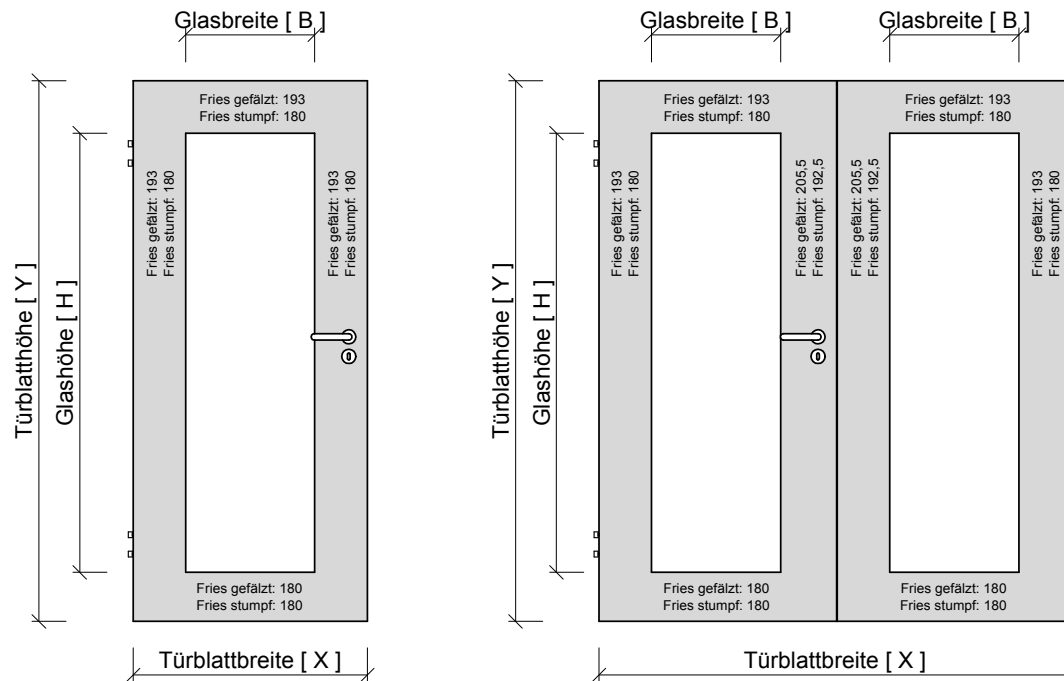 Glasbreite [ B ]
Fries gefälzt: 193
Fries stumpf: 180
Fries gefälzt: 193
Fries stumpf: 180
Fries gefälzt: 193
Fries stumpf: 180
Türblatthöhe [ Y ]
Glashöhe [ H ]
Fries gefälzt: 180
Fries stumpf: 180
Türblattbreite [ X ]
Glasbreite [ B ]
Glasbreite [ B ]
Fries gefälzt: 193
Fries stumpf: 180
Fries gefälzt: 193
Fries stumpf: 180
Fries gefälzt: 193
Fries stumpf: 180
Fries gefälzt: 205,5
Fries stumpf: 192,5
Fries gefälzt: 205,5
Fries stumpf: 192,5
Fries gefälzt: 193
Fries stumpf: 180
Türblatthöhe [ Y ]
Glashöhe [ H ]
Fries gefälzt: 180
Fries stumpf: 180
Fries gefälzt: 180
Fries stumpf: 180
Türblattbreite [ X ]